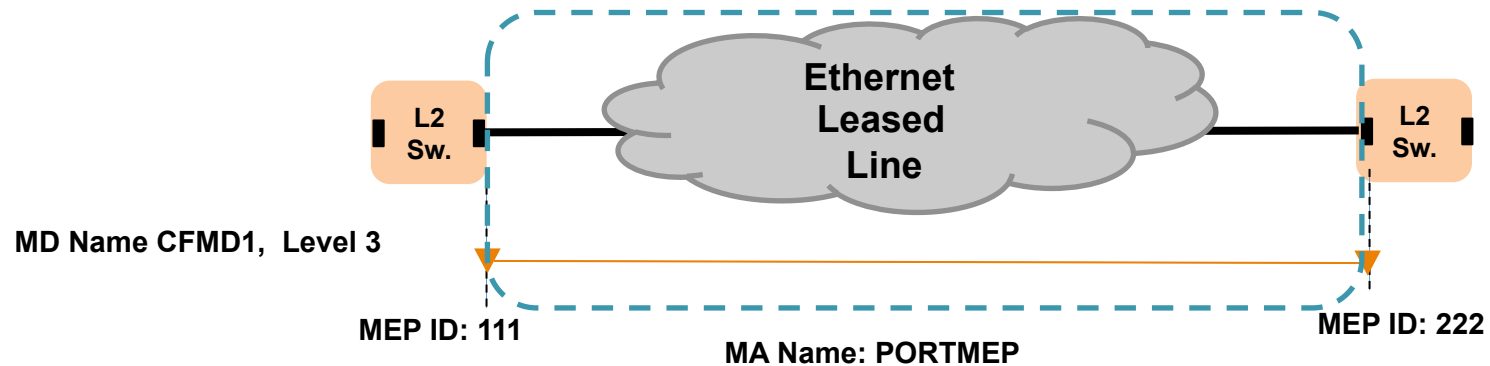 Ethernet
Leased
Line
L2
Sw.
L2
Sw.
MD Name CFMD1, Level 3
MEP ID: 111
MEP ID: 222
MA Name: PORTMEP